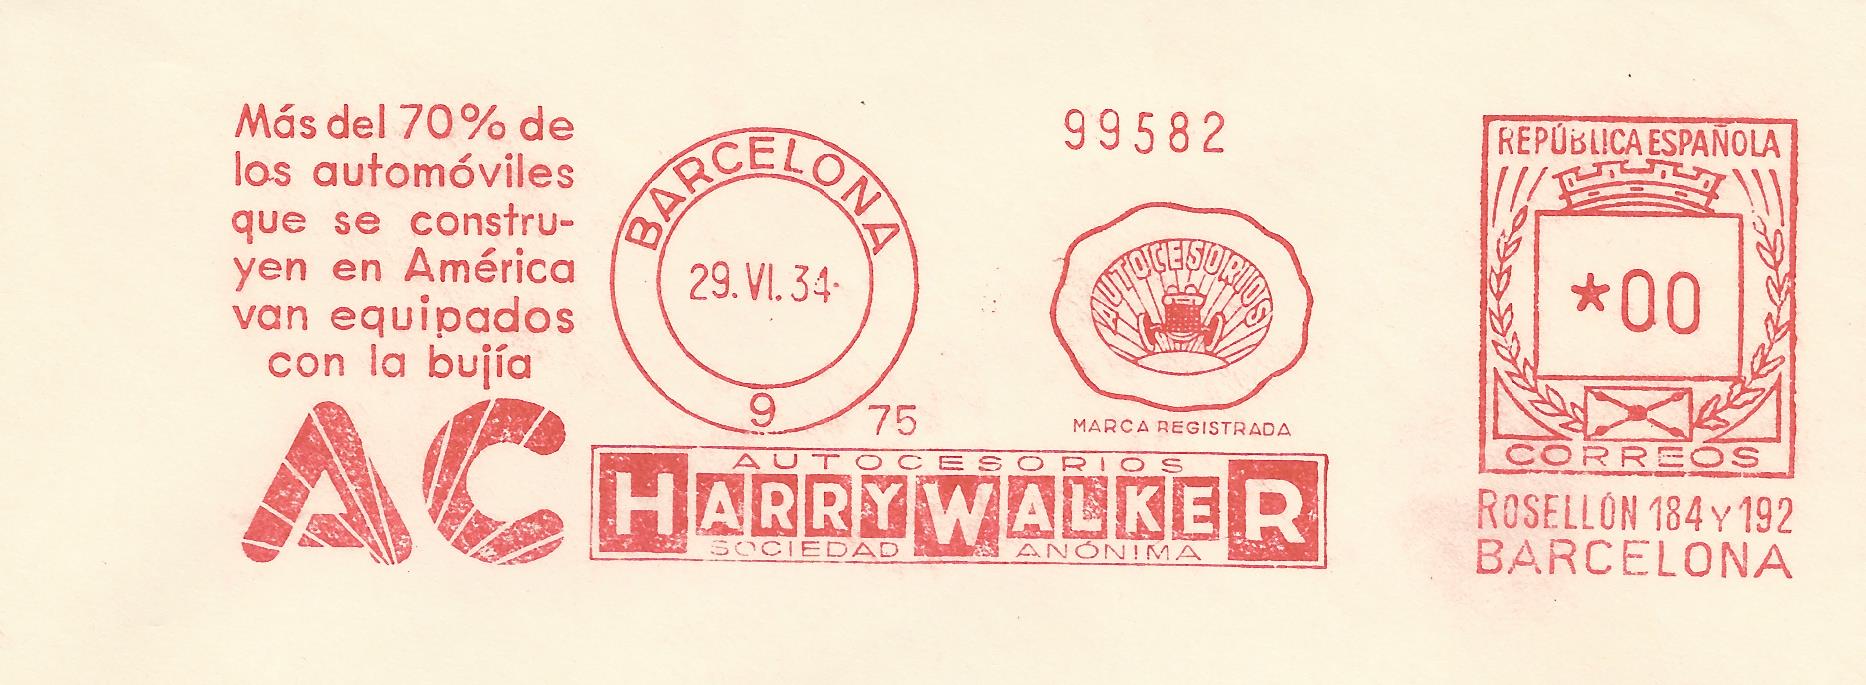 Más del 70% de
los automóviles
que se constru-
yen en América
van equipados
con la bujía
AC
BARCELONA
29.VI.34
9
75
99582
AUTOCESORIOS
MARCA REGISTRADA
AUTOCESORIOS
HARRY WALKER
SOCIEDAD ANÓNIMA
REPÚBLICA ESPAÑOLA
*00
CORREOS
ROSELLÓN 184 Y 192
BARCELONA